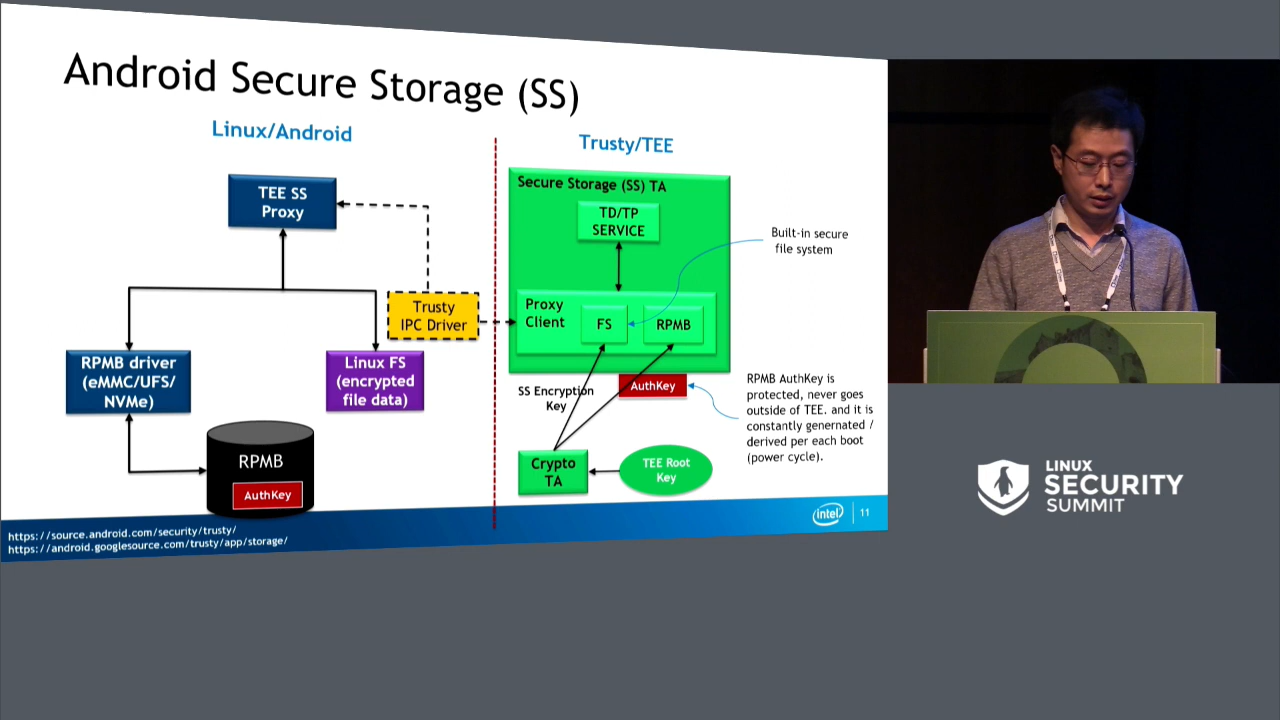 Android Secure Storage (SS)
Linux/Android
Trusty/TEE
TEE SS
Proxy
Secure Storage (SS) TA
TD/TP
SERVICE
Built-in secure
file system
Trusty
IPC Driver
Proxy
Client
FS
RPMB
RPMB driver
(eMMC/UFS/
NVMe)
Linux FS
(encrypted
file data)
SS Encryption
Key
AuthKey
RPMB AuthKey is
protected, never goes
outside of TEE. and it is
constantly genernated /
derived per each boot
(power cycle).
RPMB
AuthKey
Crypto
TA
TEE Root
Key
https://source.android.com/security/trusty/
https://android.googlesource.com/trusty/app/storage/
intel
11
LINUX
SECURITY
SUMMIT